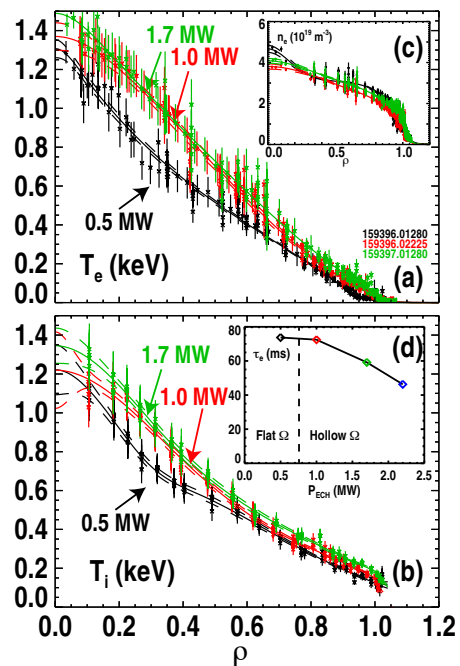 1.4
1.2
1.0
0.8
0.6
0.4
0.2
0.0
1.7 MW
1.0 MW
0.5 MW
T_e (keV)
(a)
159396.01280
159396.02225
159397.01280
n_e (10^19 m^-3)
(c)
6
4
2
0
0.0
0.5
1.0
ρ
1.4
1.2
1.0
0.8
0.6
0.4
0.2
0.0
1.7 MW
1.0 MW
0.5 MW
T_i (keV)
(b)
(d)
80
60
40
20
0
τ_e (ms)
Flat Ω
Hollow Ω
0.0 0.5 1.0 1.5 2.0 2.5
P_ECH (MW)
0.0 0.2 0.4 0.6 0.8 1.0 1.2
ρ